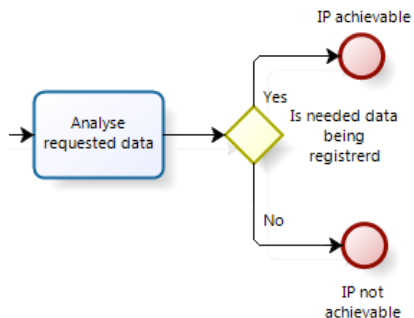 IP achievable
Yes
Analyse
requested data
Is needed data
being
registrerd
No
IP not
achievable